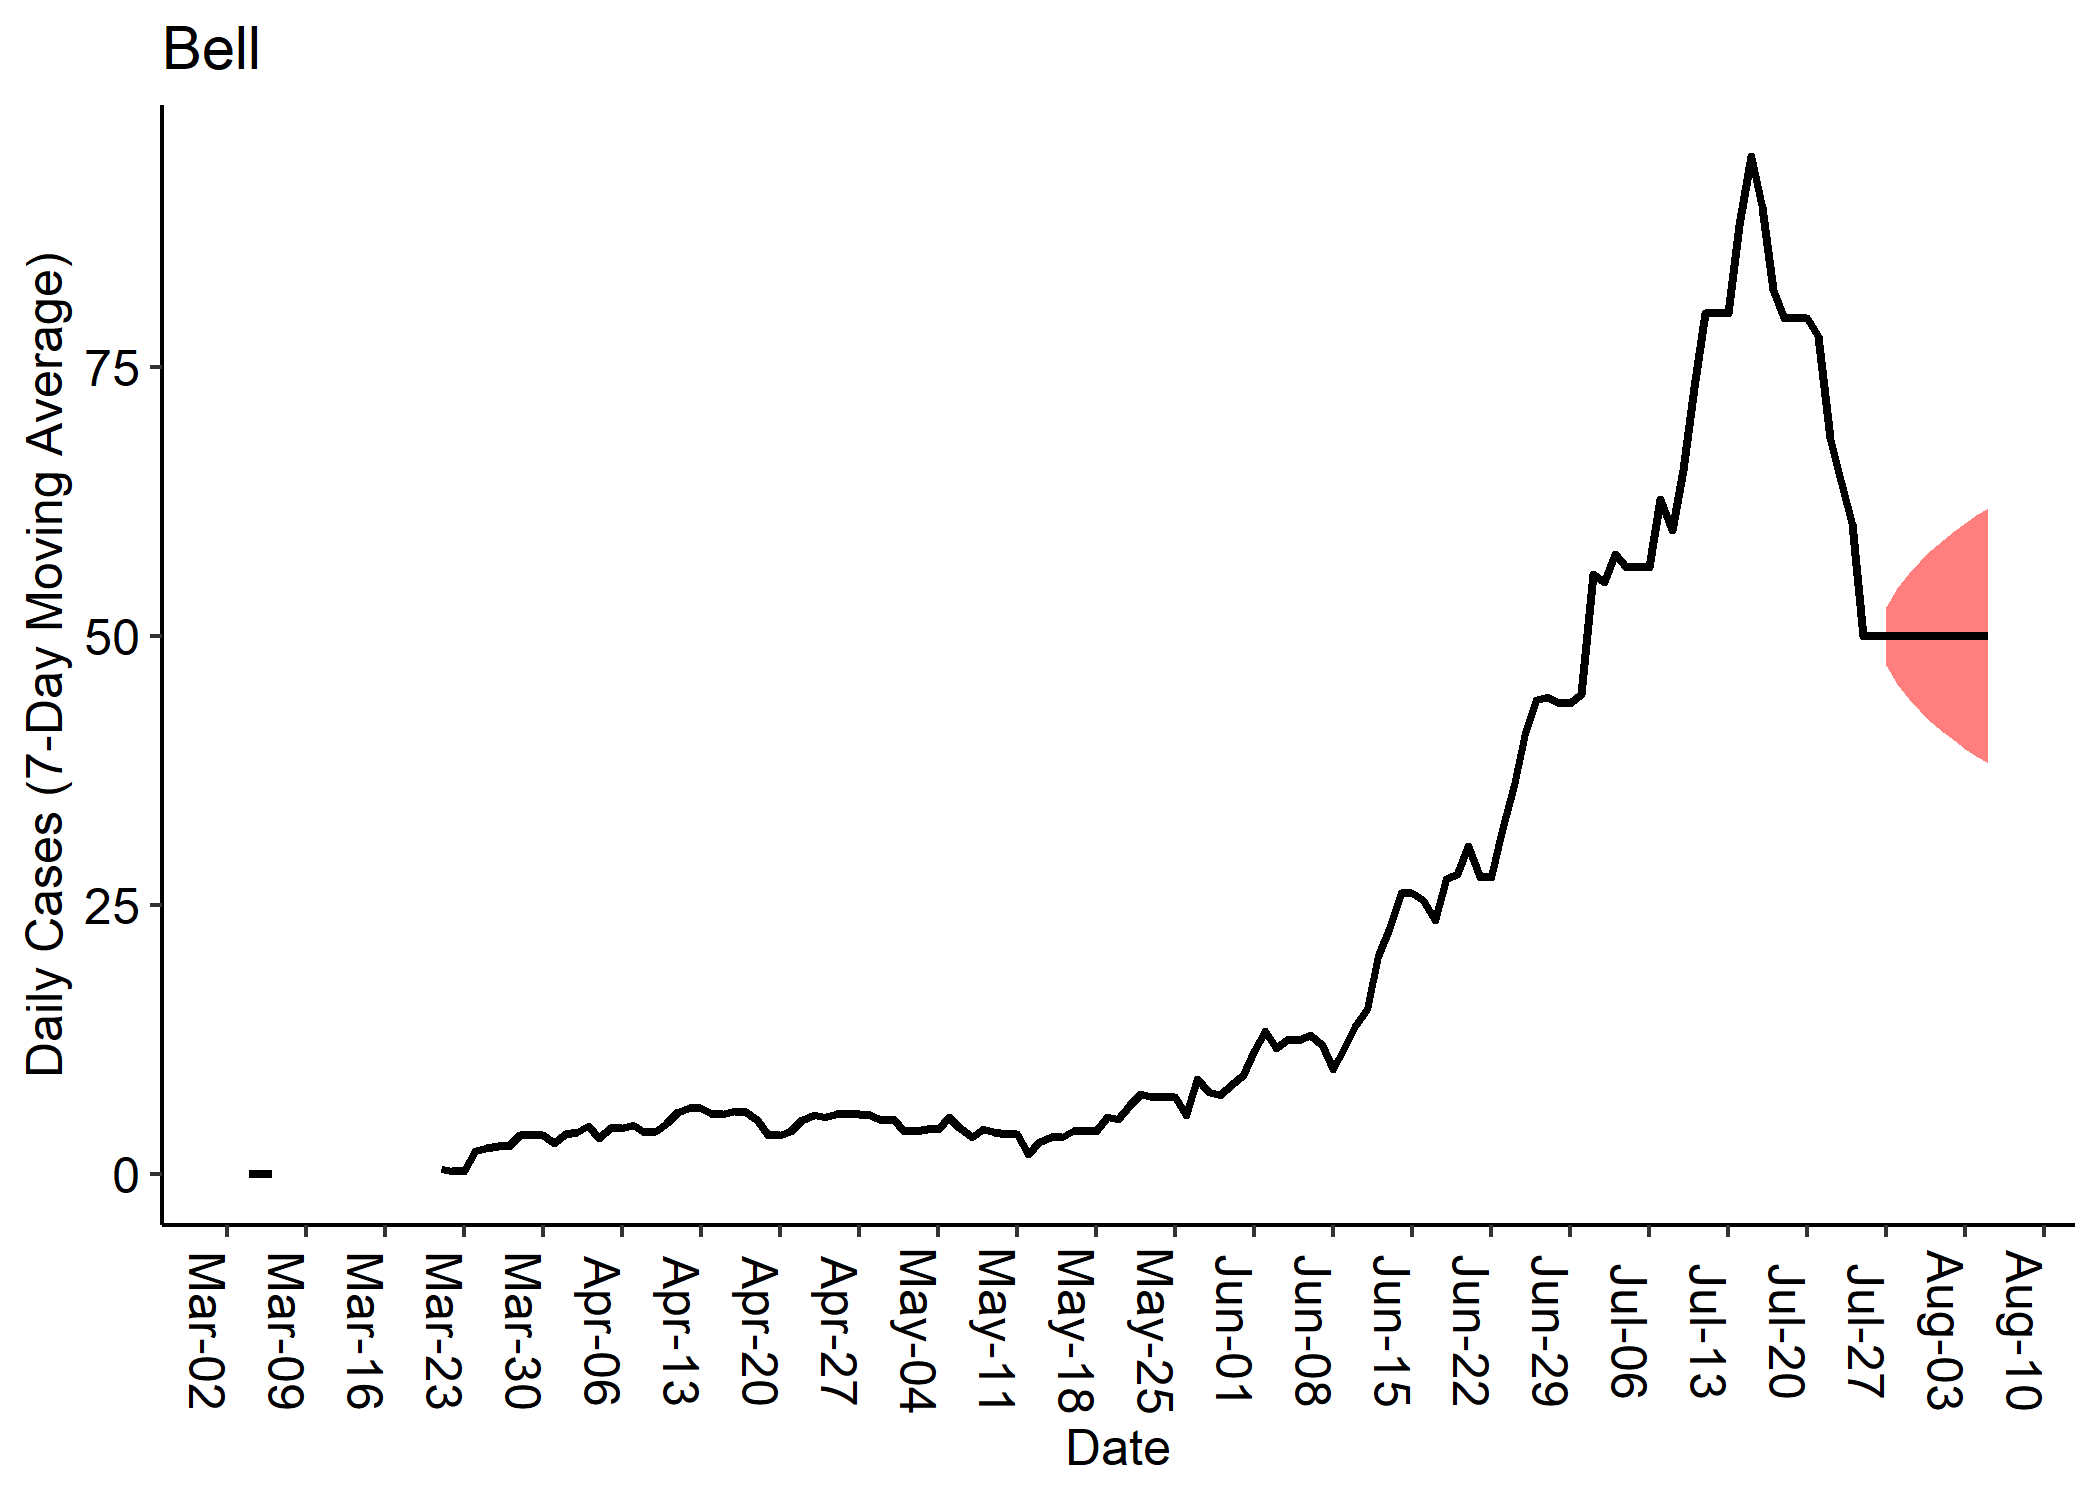 Bell
Daily Cases (7-Day Moving Average)
75
50
25
0
Mar-02
Mar-09
Mar-16
Mar-23
Mar-30
Apr-06
Apr-13
Apr-20
Apr-27
May-04
May-11
May-18
May-25
Jun-01
Jun-08
Jun-15
Jun-22
Jun-29
Jul-06
Jul-13
Jul-20
Jul-27
Aug-03
Aug-10
Date